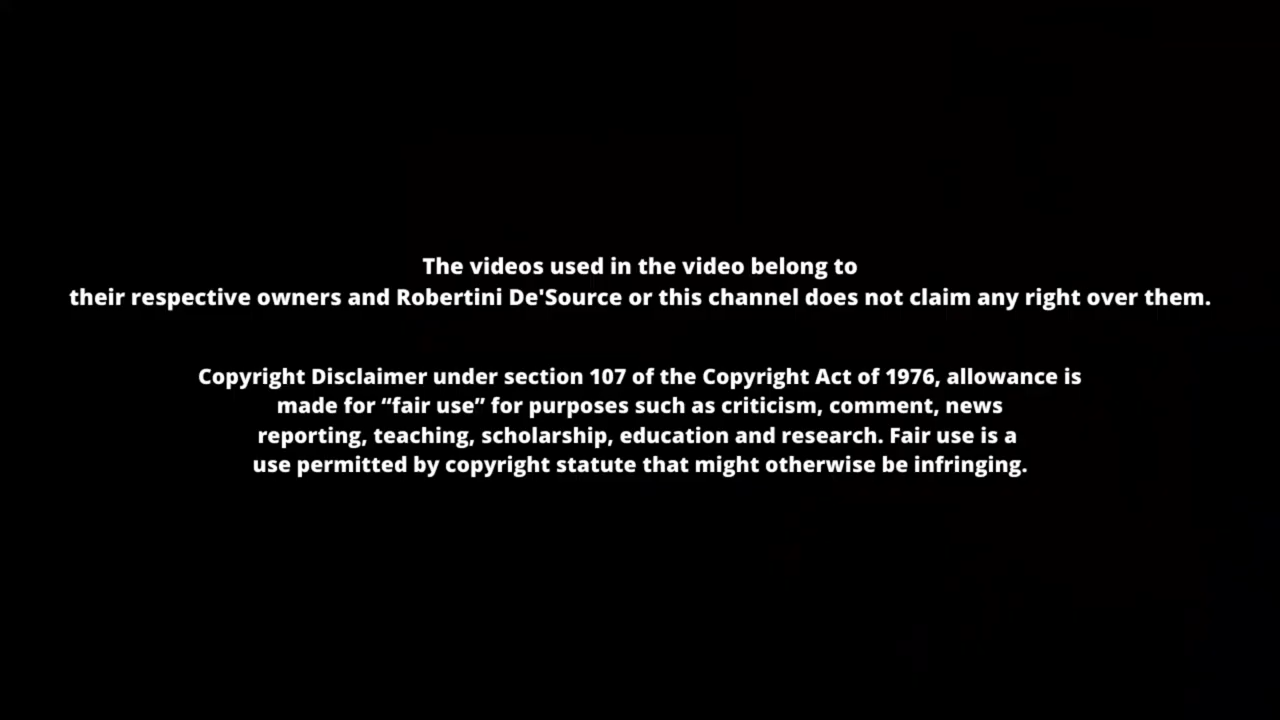 The videos used in the video belong to
their respective owners and Robertini De'Source or this channel does not claim any right over them.
Copyright Disclaimer under section 107 of the Copyright Act of 1976, allowance is
made for “fair use” for purposes such as criticism, comment, news
reporting, teaching, scholarship, education and research. Fair use is a
use permitted by copyright statute that might otherwise be infringing.